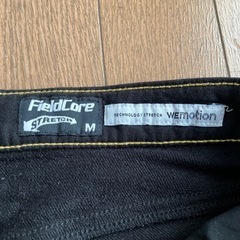 FieldCore
STRETCH M
TECHNOLOGY STRETCH WEmotion